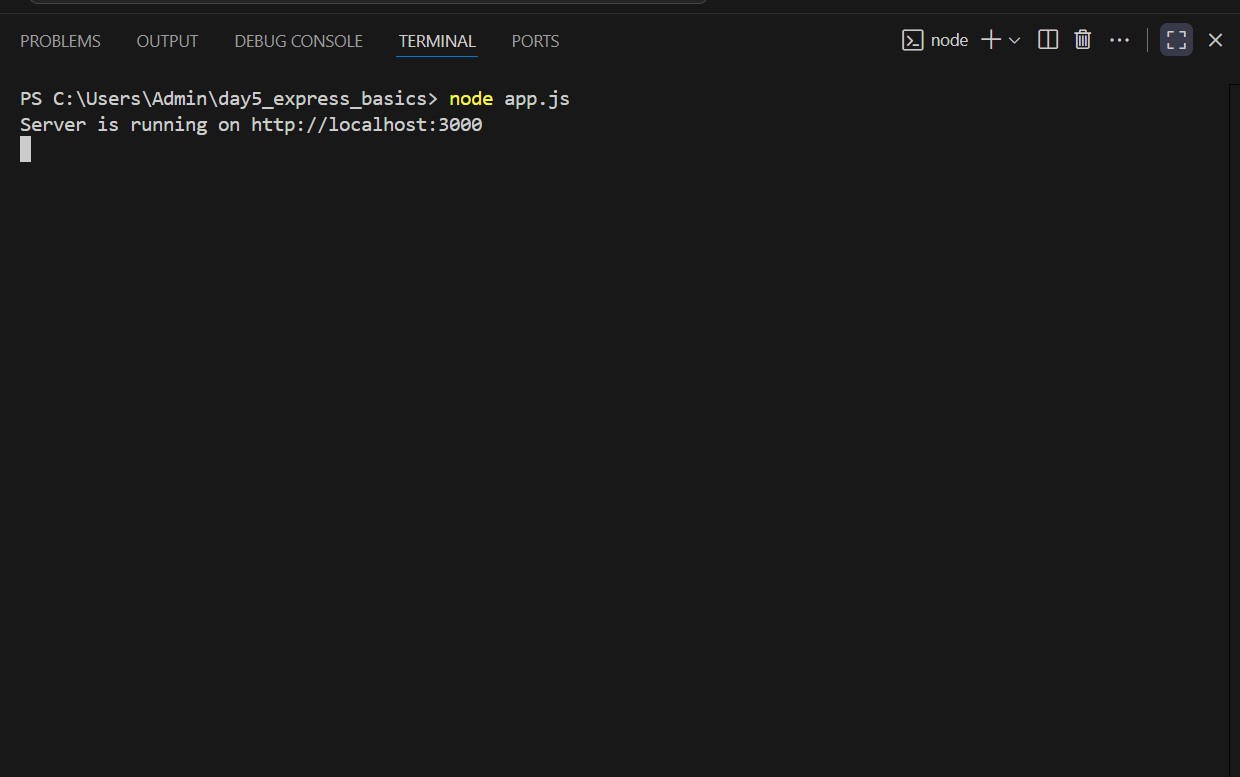 PROBLEMS OUTPUT DEBUG CONSOLE TERMINAL PORTS node
PS C:\Users\Admin\day5_express_basics> node app.js
Server is running on http://localhost:3000